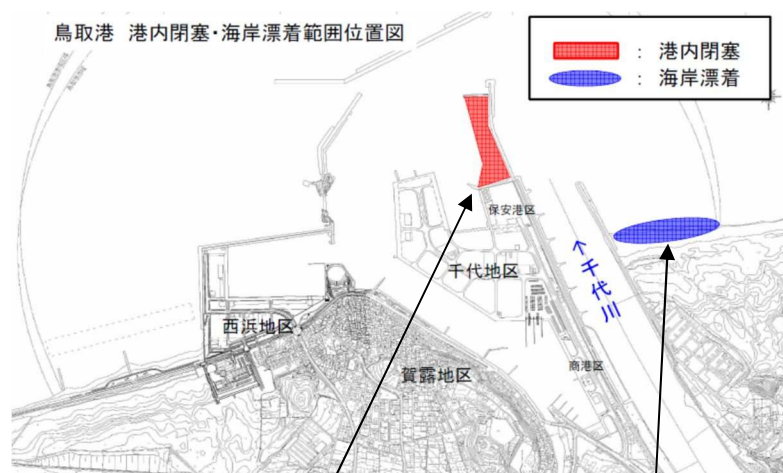 鳥取港 港内閉塞・海岸漂着範囲位置図
： 港内閉塞
： 海岸漂着
保安港区
千代地区
↑千代川
西浜地区
賀露地区
商港区